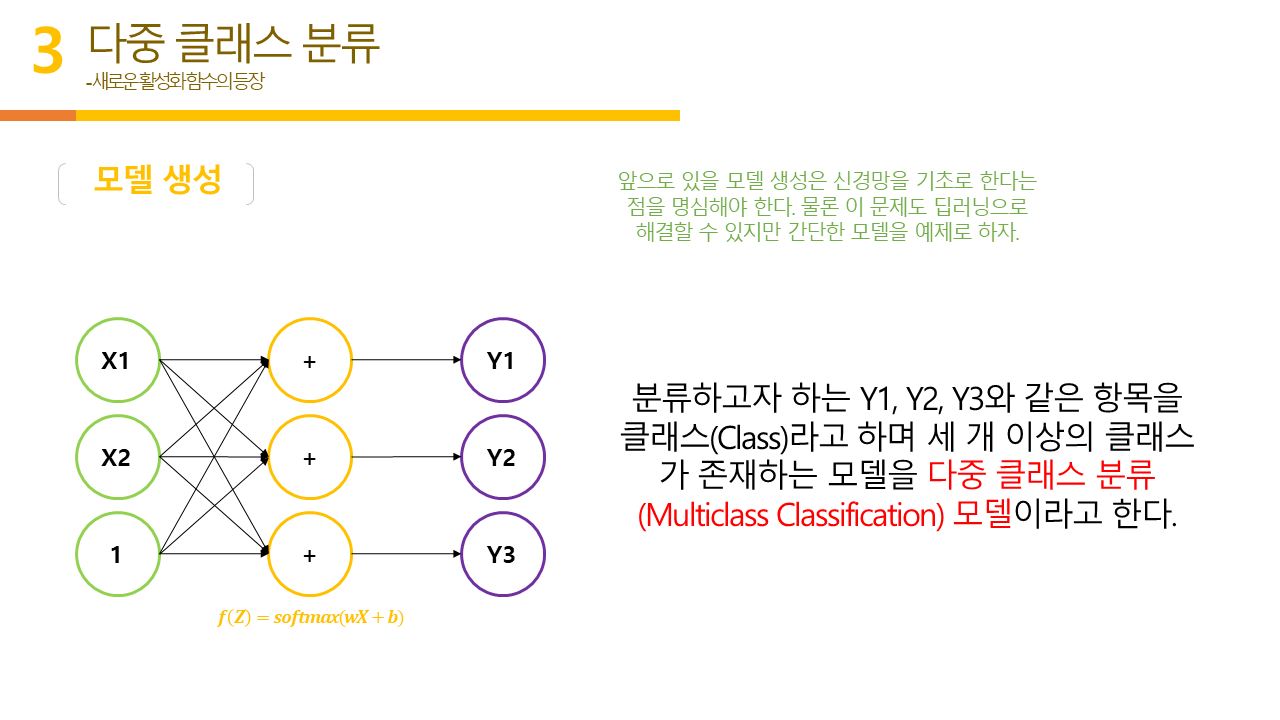 3
다중 클래스 분류
-새로운 활성화 함수의 등장
모델 생성
앞으로 있을 모델 생성은 신경망을 기초로 한다는
점을 명심해야 한다. 물론 이 문제도 딥러닝으로
해결할 수 있지만 간단한 모델을 예제로 하자.
X1
+
Y1
X2
+
Y2
1
+
Y3
f(Z) = softmax(wX + b)
분류하고자 하는 Y1, Y2, Y3와 같은 항목을
클래스(Class)라고 하며 세 개 이상의 클래스
가 존재하는 모델을 다중 클래스 분류
(Multiclass Classification) 모델이라고 한다.